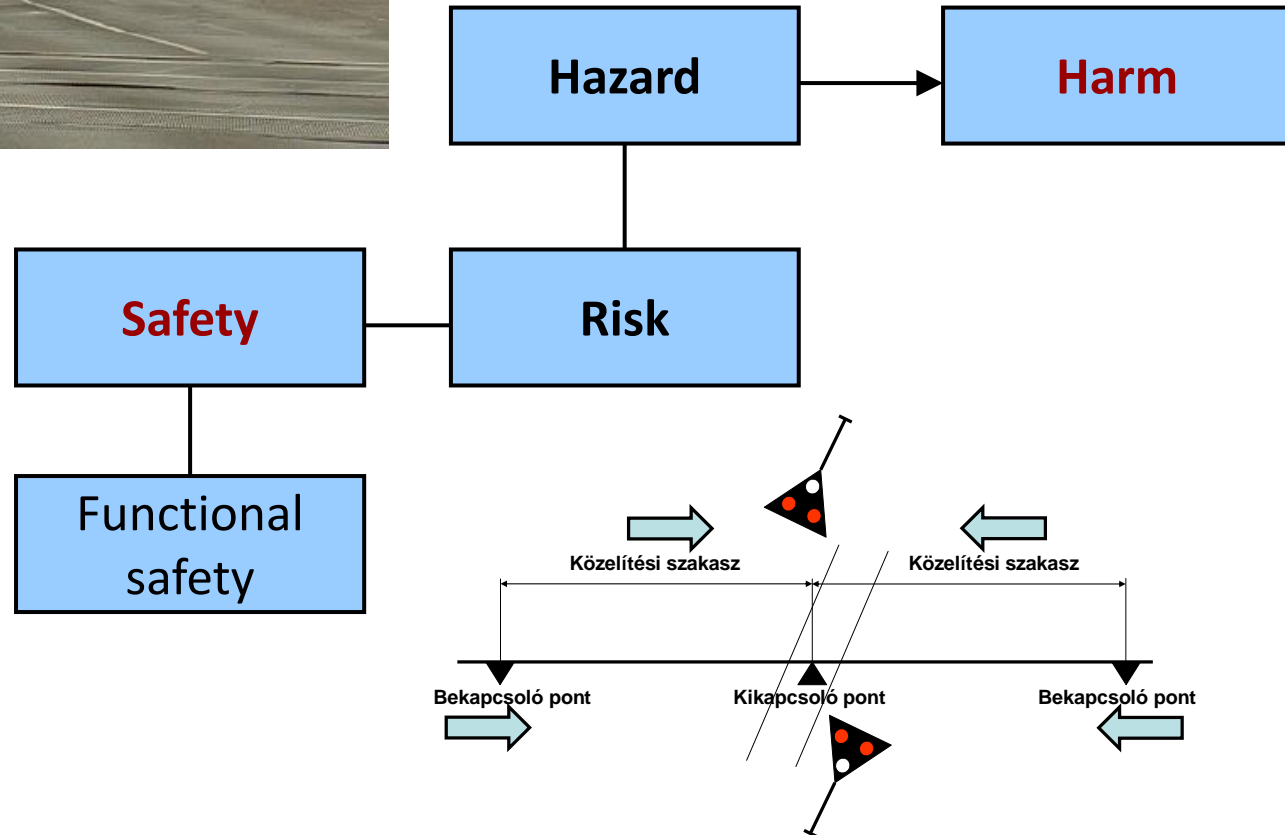 Hazard
Harm
Safety
Risk
Functional
safety
Közelítési szakasz
Közelítési szakasz
Bekapcsoló pont
Kikapcsoló pont
Bekapcsoló pont